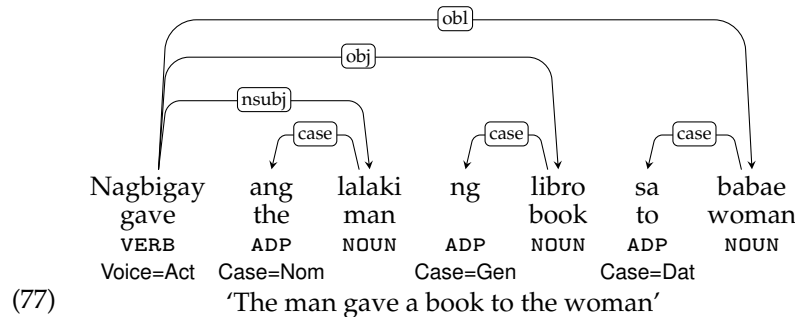 obl
obj
nsubj
case case case
Nagbigay ang lalaki ng libro sa babae
gave the man book to woman
VERB ADP NOUN ADP NOUN ADP NOUN
Voice=Act Case=Nom Case=Gen Case=Dat
(77) ‘The man gave a book to the woman’